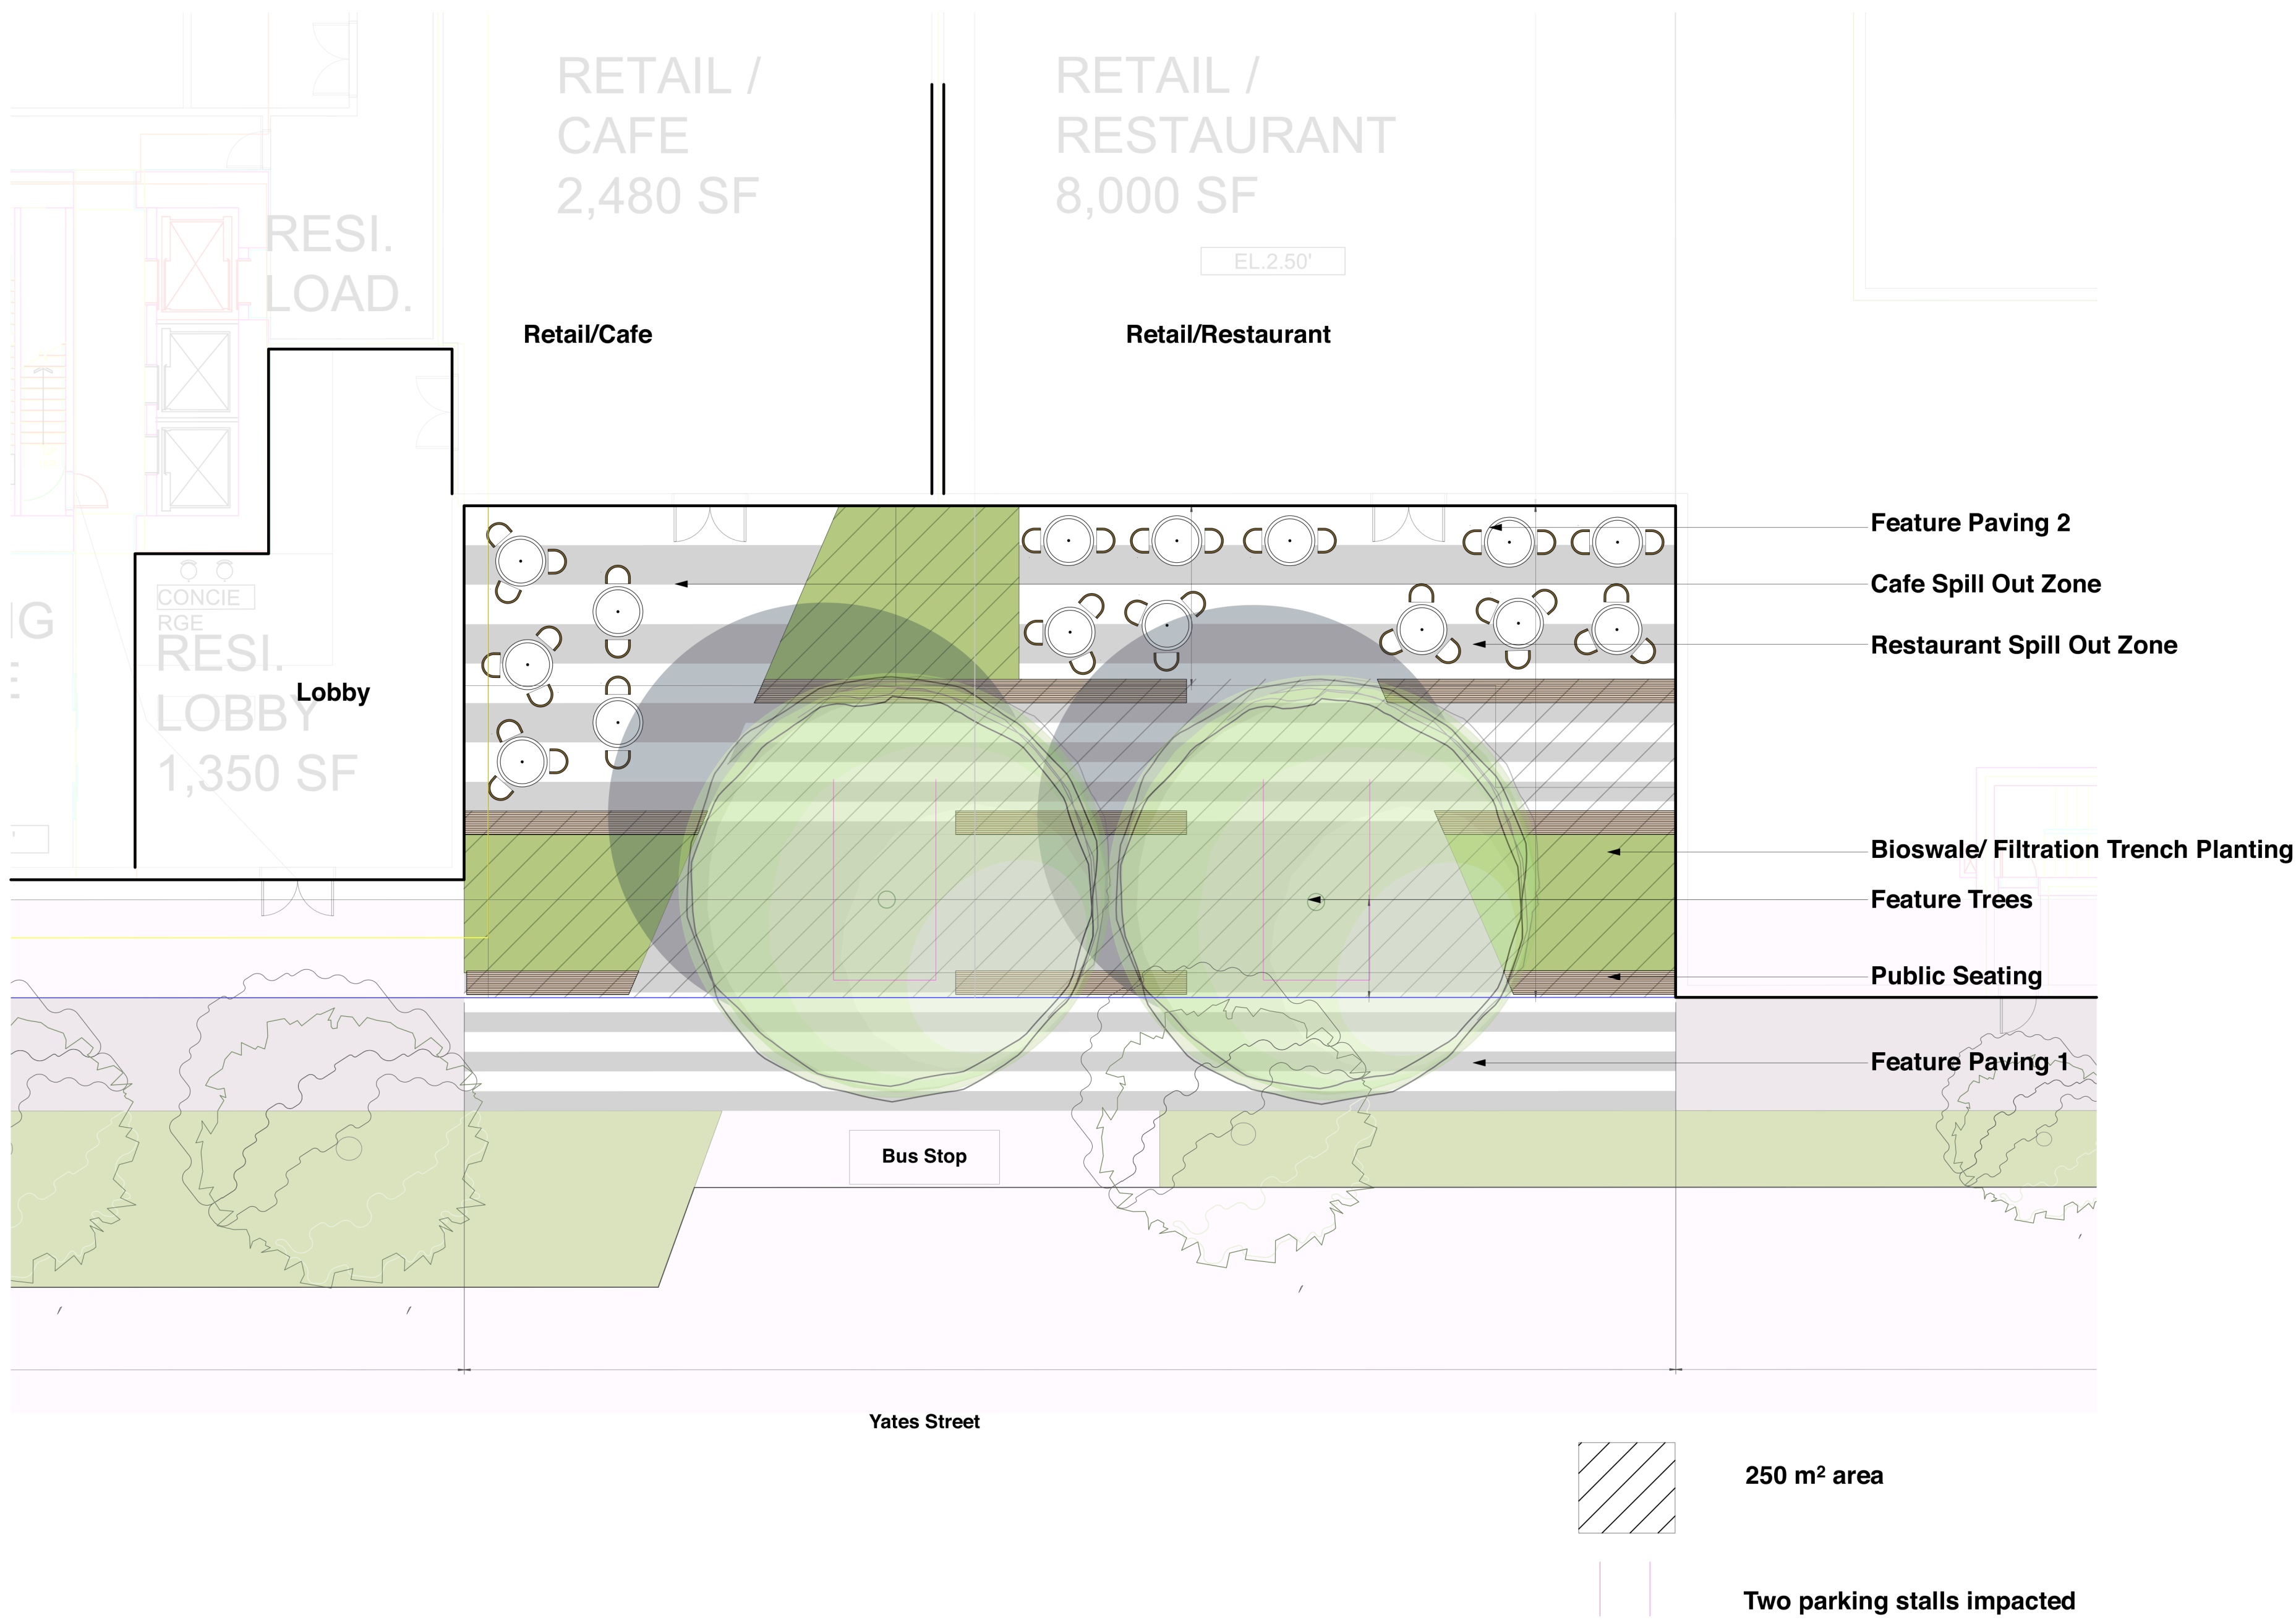 RETAIL /
CAFE
2,480 SF
RETAIL /
RESTAURANT
8,000 SF
EL.2.50'
RESI.
LOAD.
Retail/Cafe
Retail/Restaurant
Feature Paving 2
Cafe Spill Out Zone
Restaurant Spill Out Zone
CONCIE
RGE
RESI.
LOBBY
1,350 SF
Lobby
Bioswale/ Filtration Trench Planting
Feature Trees
Public Seating
Feature Paving 1
Bus Stop
Yates Street
250 m² area
Two parking stalls impacted